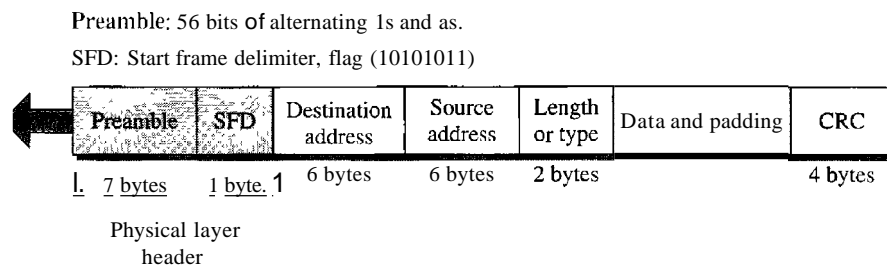 Preamble: 56 bits of alternating 1s and as.
SFD: Start frame delimiter, flag (10101011)
Preamble SFD Destination address Source address Length or type Data and padding CRC
I. 7 bytes 1 byte. 1 6 bytes 6 bytes 2 bytes 4 bytes
Physical layer
header